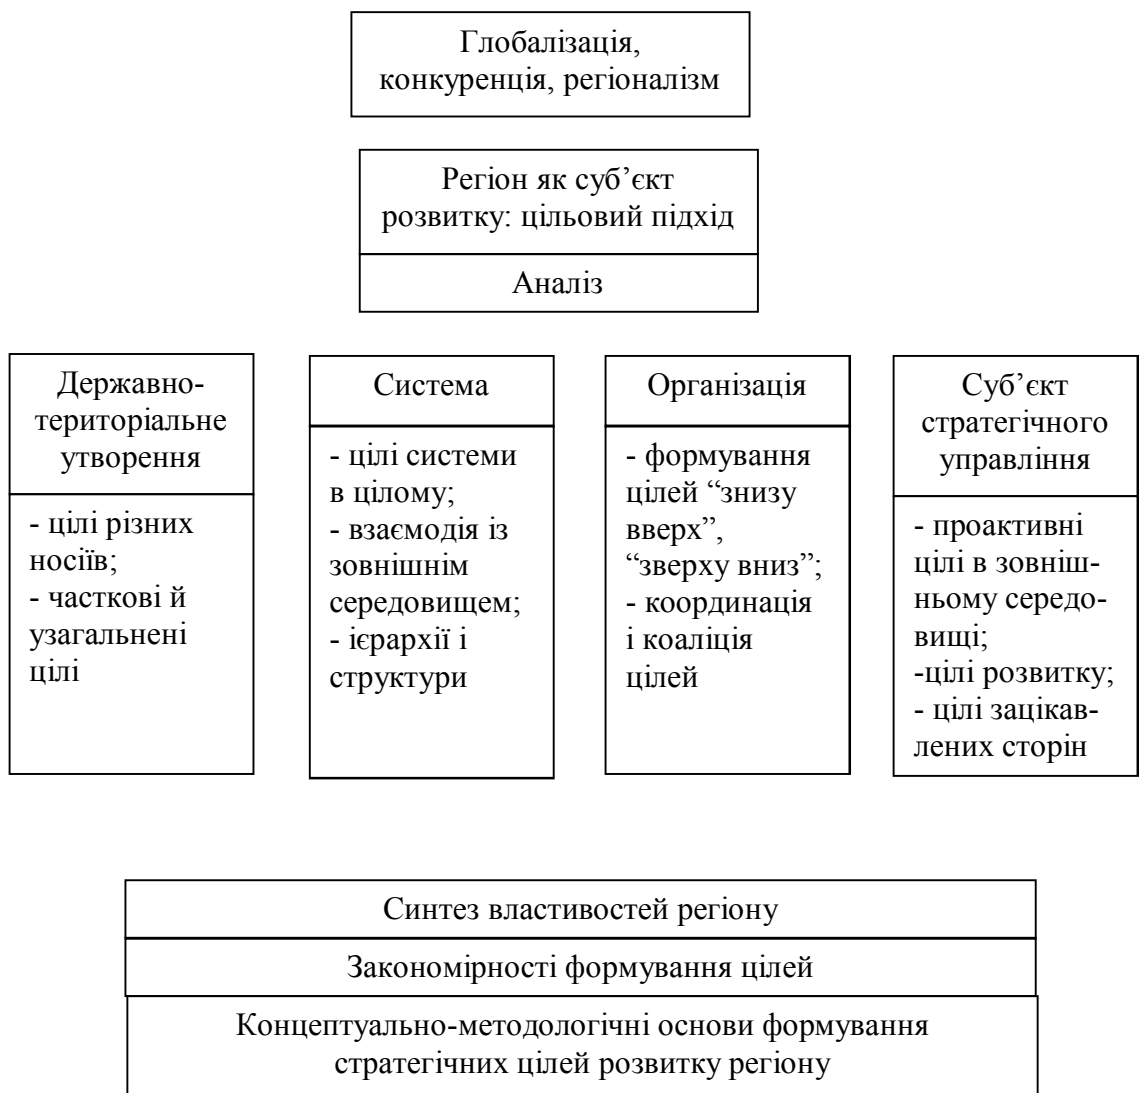 Глобалізація,
конкуренція, регіоналізм
Регіон як суб’єкт
розвитку: цільовий підхід
Аналіз
Державно-
територіальне
утворення
- цілі різних
носіїв;
- часткові й
узагальнені
цілі
Система
- цілі системи
в цілому;
- взаємодія із
зовнішнім
середовищем;
- ієрархії і
структури
Організація
- формування
цілей “знизу
вверх”,
“зверху вниз”;
- координація
і коаліція
цілей
Суб’єкт
стратегічного
управління
- проактивні
цілі в зовніш-
ньому середо-
вищі;
-цілі розвитку;
- цілі зацікав-
лених сторін
Синтез властивостей регіону
Закономірності формування цілей
Концептуально-методологічні основи формування
стратегічних цілей розвитку регіону